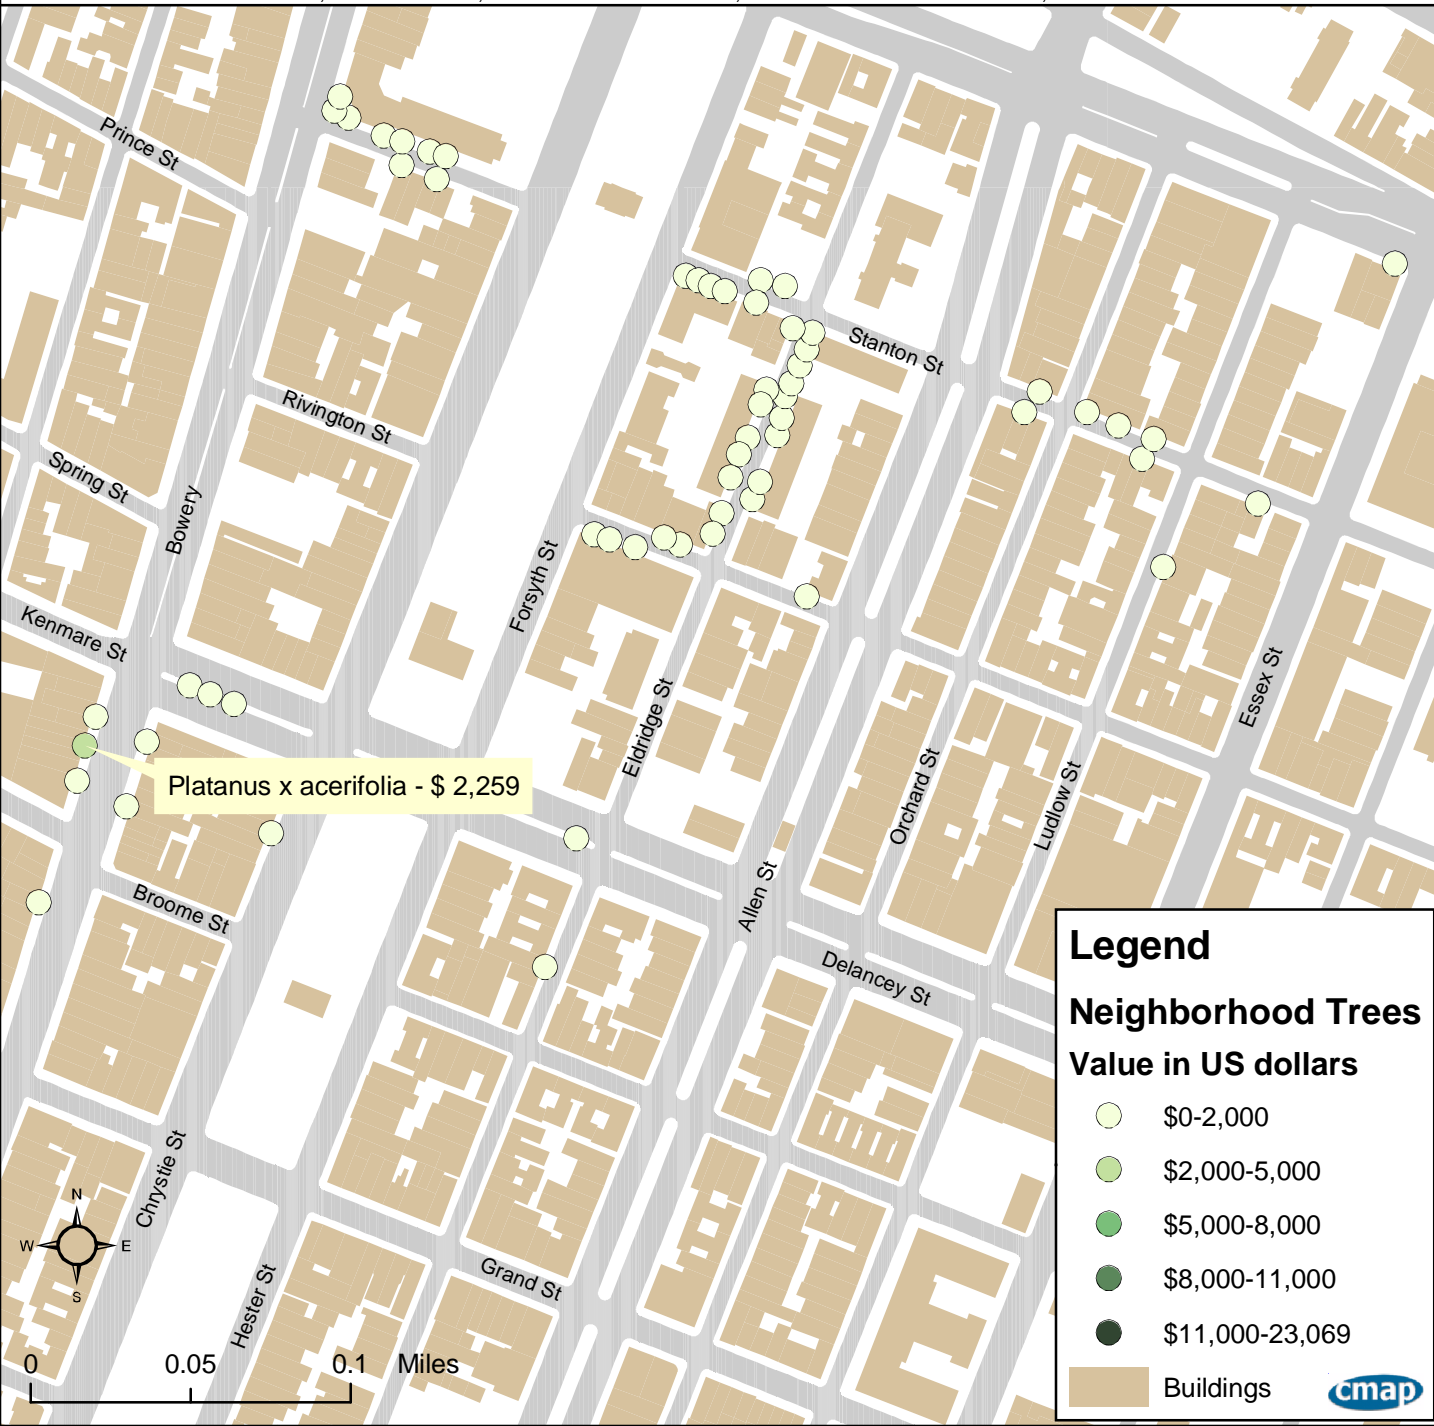 Prince St
Stanton St
Rivington St
Spring St
Bowery
Forsyth St
Kenmare St
Essex St
Eldridge St
Orchard St
Ludlow St
Platanus x acerifolia - $ 2,259
Allen St
Broome St
Delancey St
Chrystie St
Grand St
Hester St
N
W
E
S
0
0.05
0.1
Miles
Legend
Neighborhood Trees
Value in US dollars
$0-2,000
$2,000-5,000
$5,000-8,000
$8,000-11,000
$11,000-23,069
Buildings
cmap